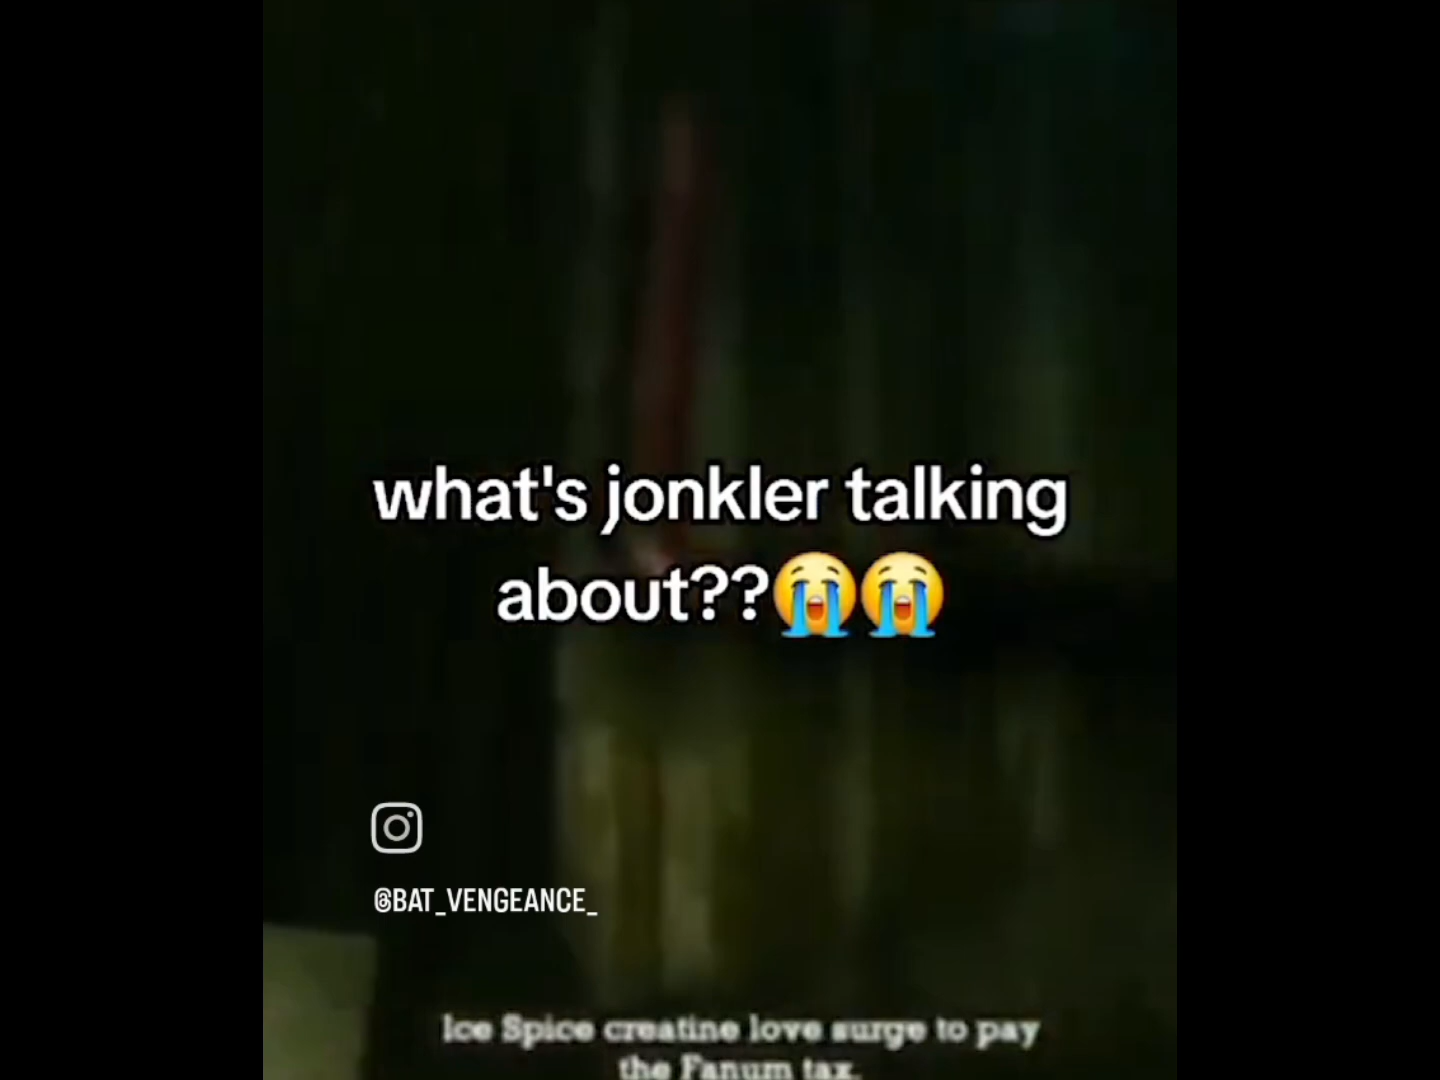 what's jonkler talking
about??😭😭
@BAT_VENGEANCE_
Ice Spice creatine love surge to pay
the Fanum tax.